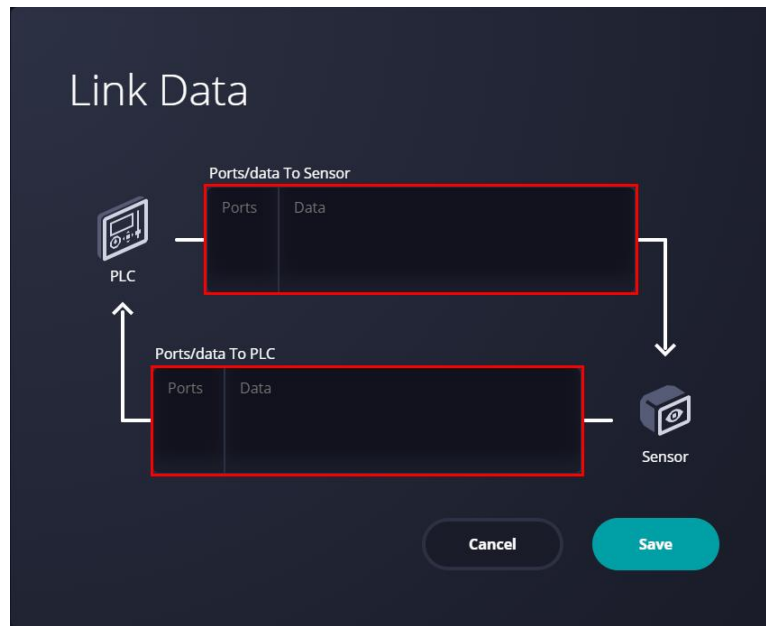 Link Data
Ports/data To Sensor
Ports Data
PLC
Ports/data To PLC
Ports Data
Sensor
Cancel Save